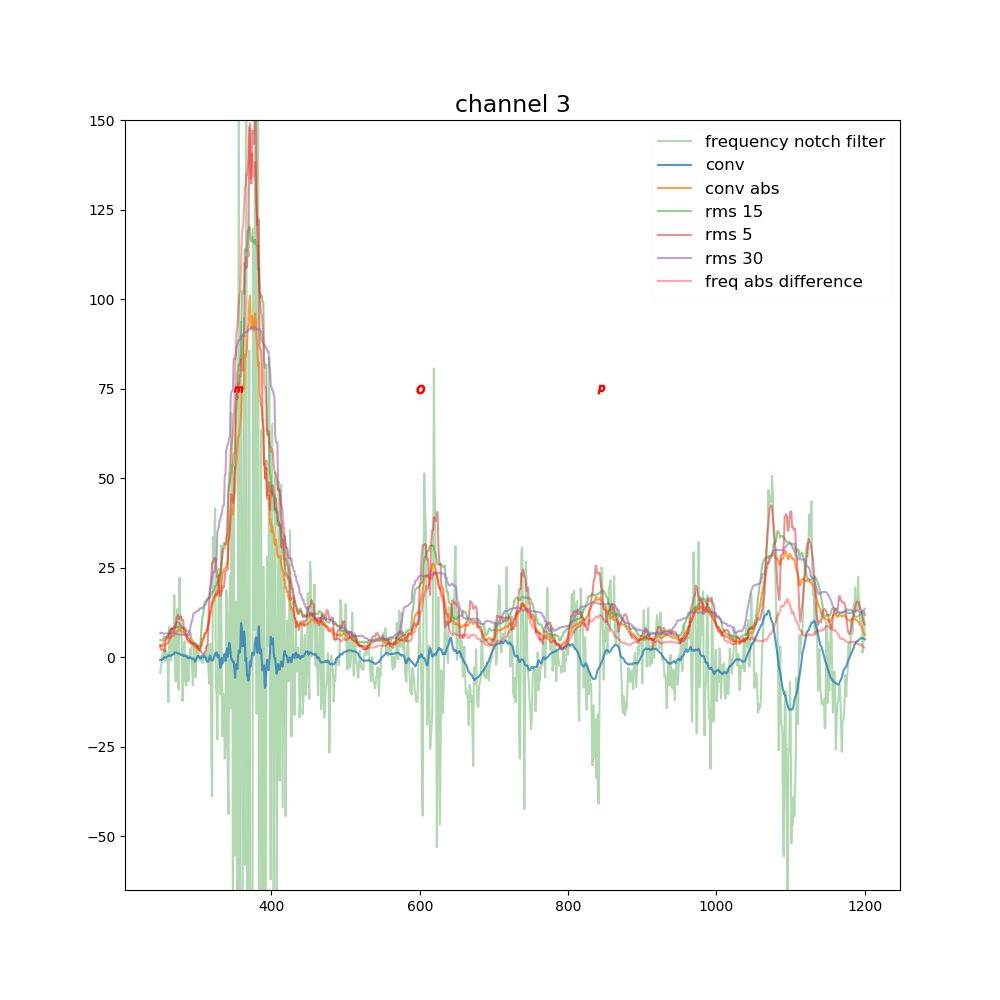 channel 3
150
125
100
75
50
25
0
−25
−50
frequency notch filter
conv
conv abs
rms 15
rms 5
rms 30
freq abs difference
m o p
400 600 800 1000 1200